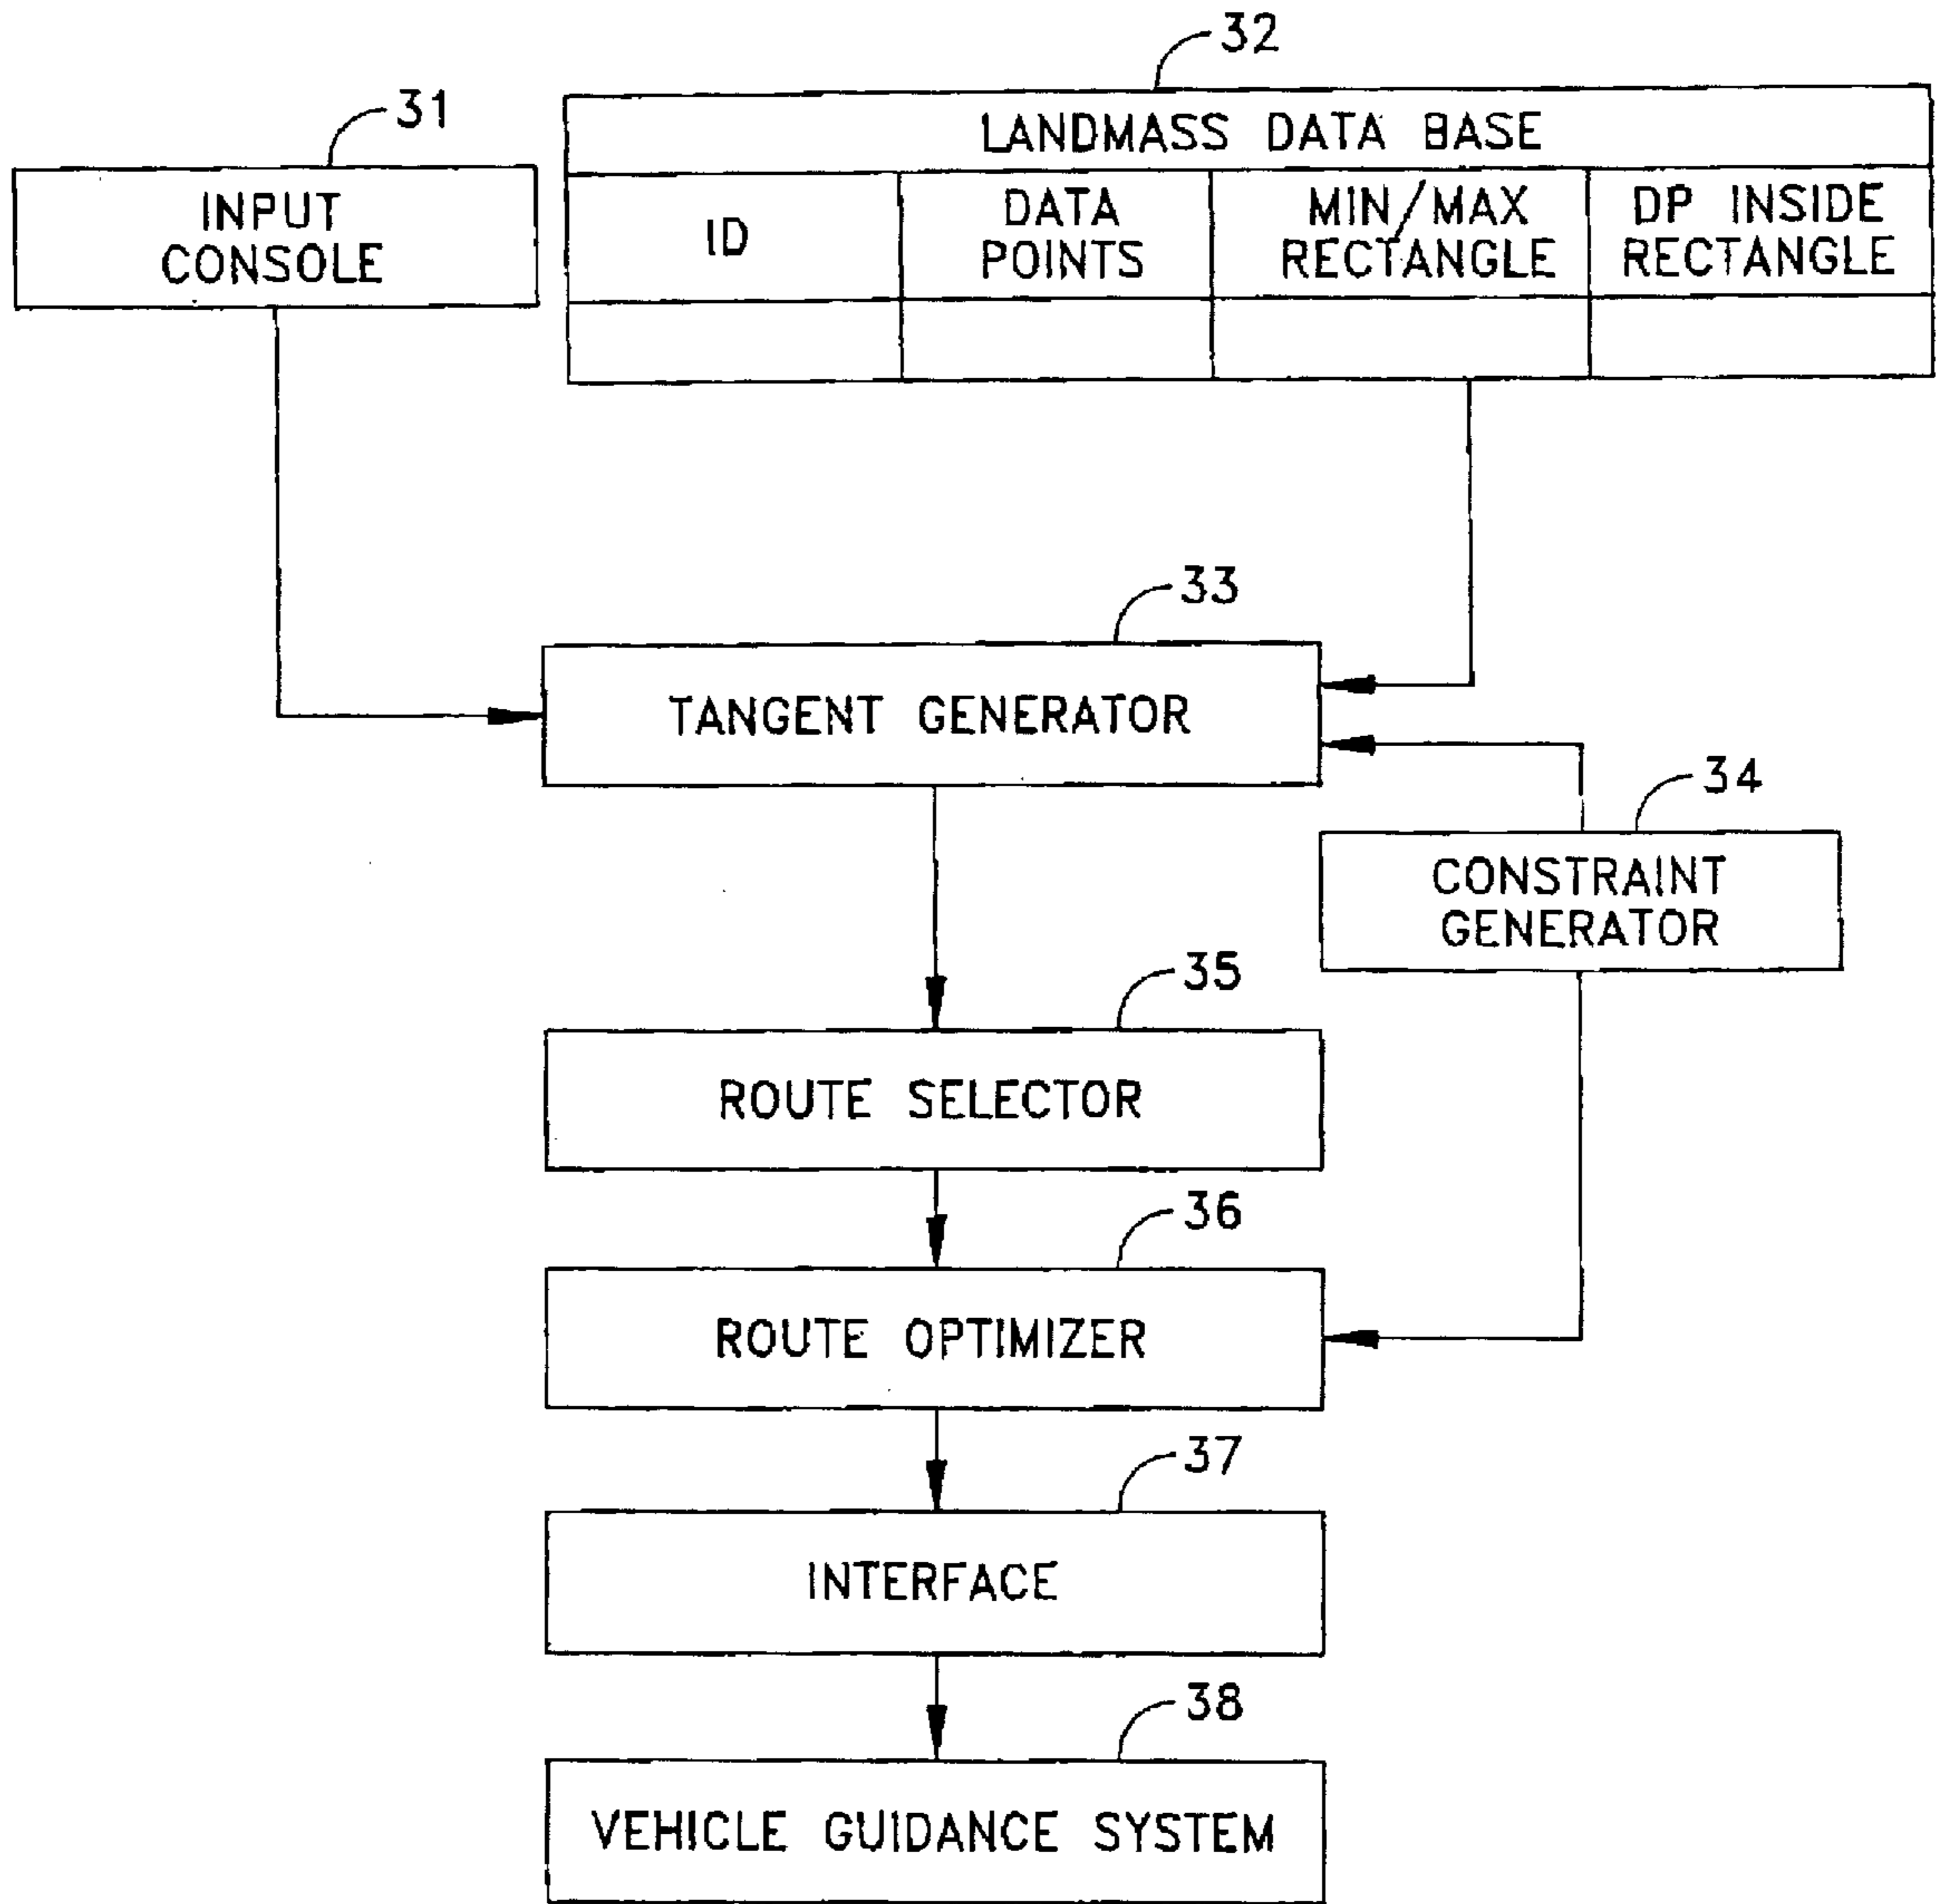 32
31
LANDMASS DATA BASE
INPUT
CONSOLE
ID
DATA
POINTS
MIN/MAX
RECTANGLE
DP INSIDE
RECTANGLE
33
TANGENT GENERATOR
34
CONSTRAINT
GENERATOR
35
ROUTE SELECTOR
36
ROUTE OPTIMIZER
37
INTERFACE
38
VEHICLE GUIDANCE SYSTEM